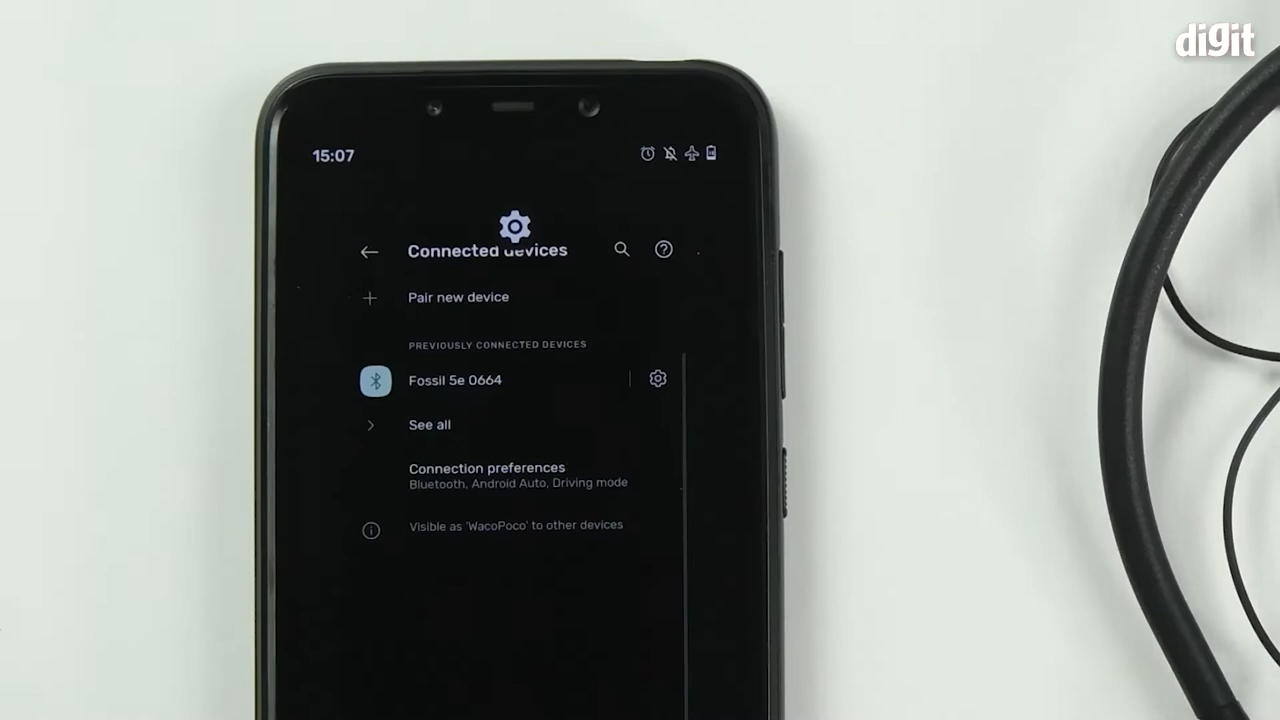 digit
15:07
Connected devices
Pair new device
PREVIOUSLY CONNECTED DEVICES
Fossil 5e 0664
See all
Connection preferences
Bluetooth, Android Auto, Driving mode
Visible as 'WacoPoco' to other devices